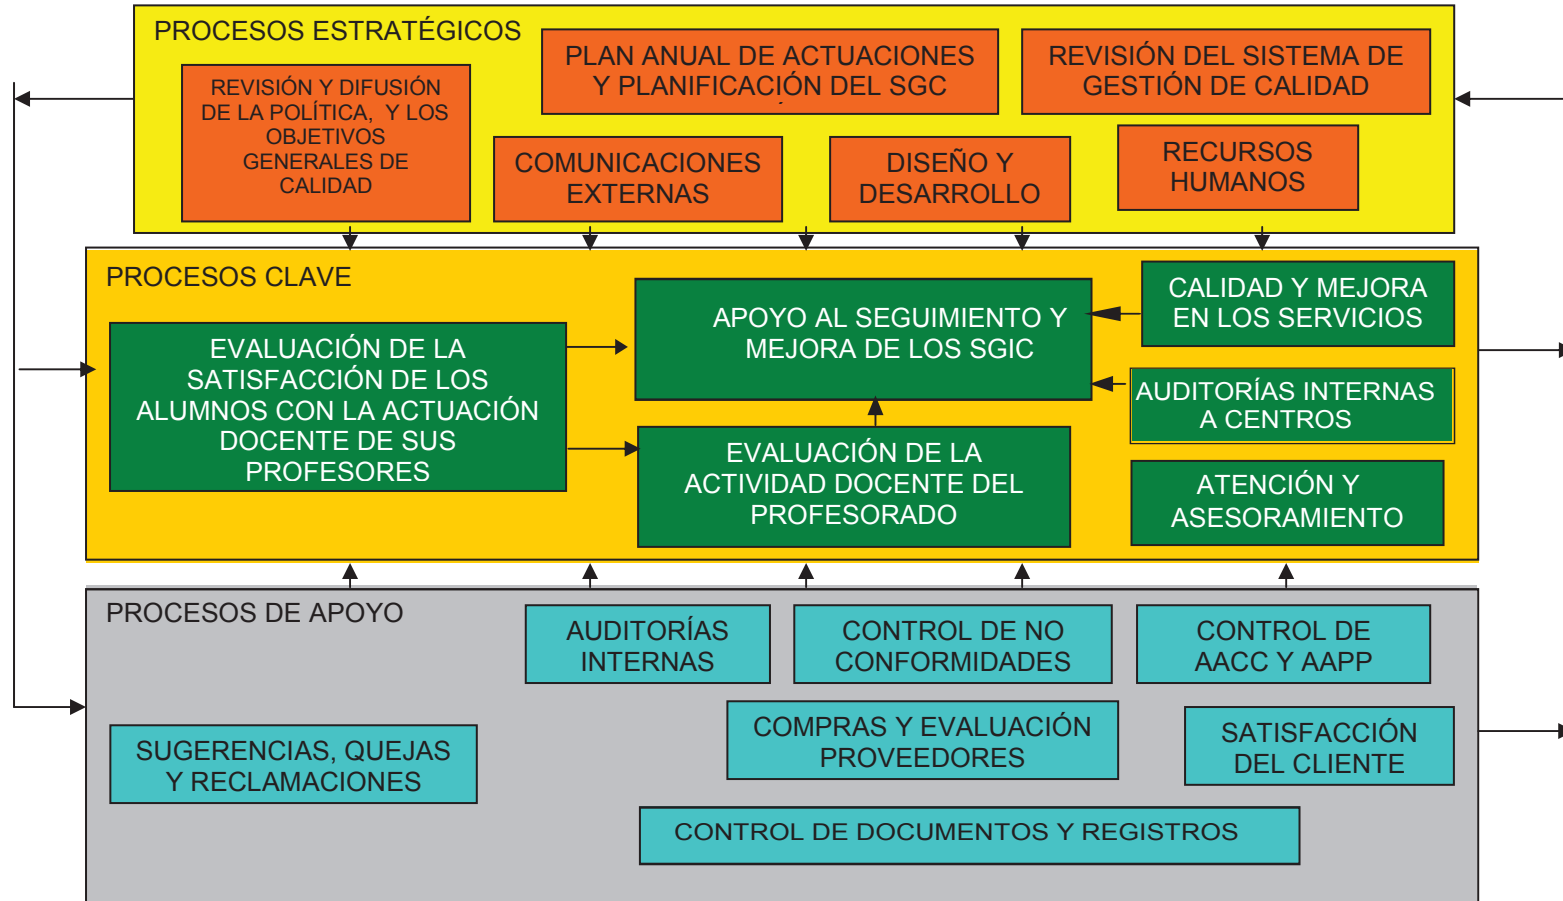 PROCESOS ESTRATÉGICOS
PLAN ANUAL DE ACTUACIONES
Y PLANIFICACIÓN DEL SGC
REVISIÓN DEL SISTEMA DE
GESTIÓN DE CALIDAD
REVISIÓN Y DIFUSIÓN
DE LA POLÍTICA, Y LOS
OBJETIVOS
GENERALES DE
CALIDAD
COMUNICACIONES
EXTERNAS
DISEÑO Y
DESARROLLO
RECURSOS
HUMANOS
PROCESOS CLAVE
EVALUACIÓN DE LA
SATISFACCIÓN DE LOS
ALUMNOS CON LA ACTUACIÓN
DOCENTE DE SUS
PROFESORES
APOYO AL SEGUIMIENTO Y
MEJORA DE LOS SGIC
EVALUACIÓN DE LA
ACTIVIDAD DOCENTE DEL
PROFESORADO
CALIDAD Y MEJORA
EN LOS SERVICIOS
AUDITORÍAS INTERNAS
A CENTROS
ATENCIÓN Y
ASESORAMIENTO
PROCESOS DE APOYO
AUDITORÍAS
INTERNAS
CONTROL DE NO
CONFORMIDADES
CONTROL DE
AACC Y AAPP
SUGERENCIAS, QUEJAS
Y RECLAMACIONES
COMPRAS Y EVALUACIÓN
PROVEEDORES
SATISFACCIÓN
DEL CLIENTE
CONTROL DE DOCUMENTOS Y REGISTROS